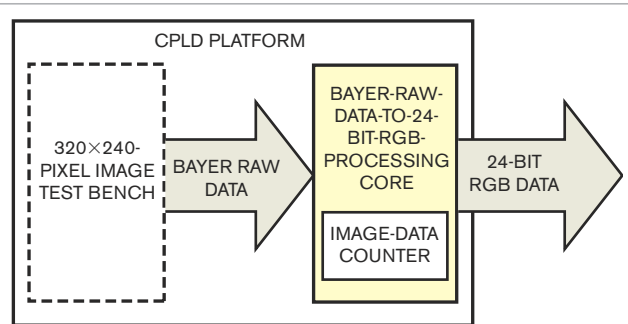 CPLD PLATFORM
320×240-
PIXEL IMAGE
TEST BENCH
BAYER RAW
DATA
BAYER-RAW-
DATA-TO-24-
BIT-RGB-
PROCESSING
CORE
IMAGE-DATA
COUNTER
24-BIT
RGB DATA